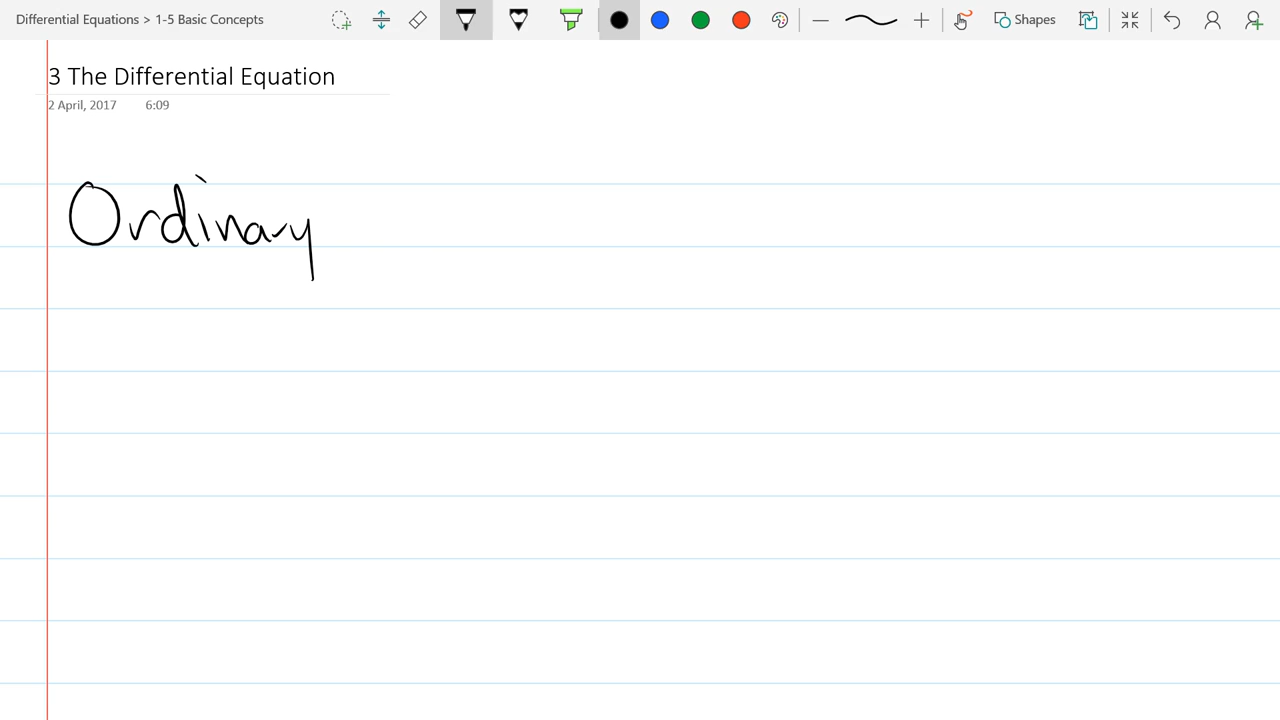 Differential Equations > 1-5 Basic Concepts
Shapes
3 The Differential Equation
2 April, 2017 6:09
Ordinary